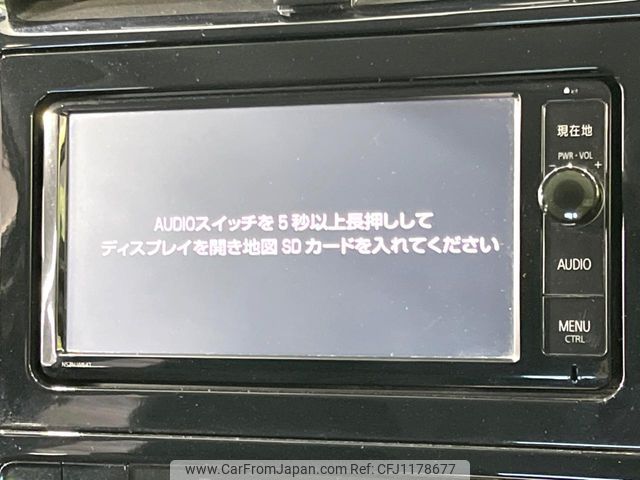 現在地
PWR・VOL
- +
AUDIOスイッチを5秒以上長押しして
ディスプレイを開き地図SDカードを入れてください
AUDIO
MENU
CTRL
www.CarFromJapan.com | CFJ1178677